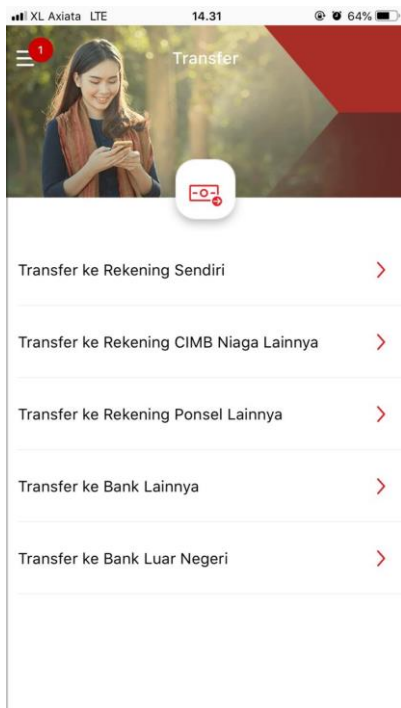 XL Axiata LTE 14.31 64%
1
Transfer
Transfer ke Rekening Sendiri
Transfer ke Rekening CIMB Niaga Lainnya
Transfer ke Rekening Ponsel Lainnya
Transfer ke Bank Lainnya
Transfer ke Bank Luar Negeri